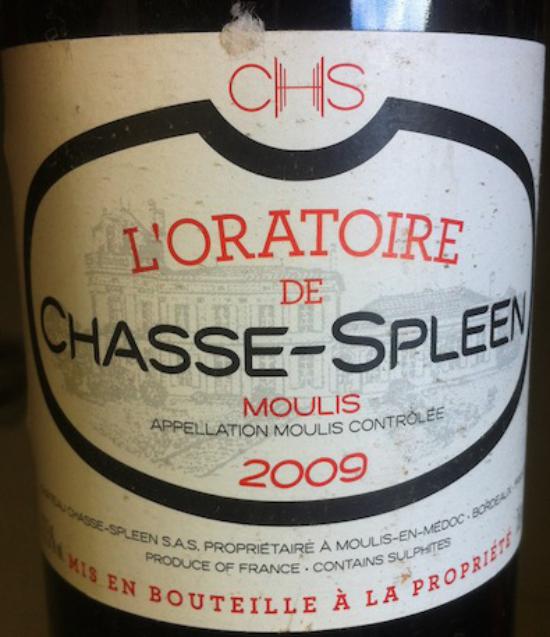 CHS
L'ORATOIRE
DE
CHASSE-SPLEEN
MOULIS
APPELLATION MOULIS CONTRÔLÉE
2009
CHASSE-SPLEEN S.A.S. PROPRIÉTAIRE À MOULIS-EN-MÉDOC · BORDEAUX
PRODUCE OF FRANCE · CONTAINS SULPHITES
MIS EN BOUTEILLE À LA PROPRIÉTÉ